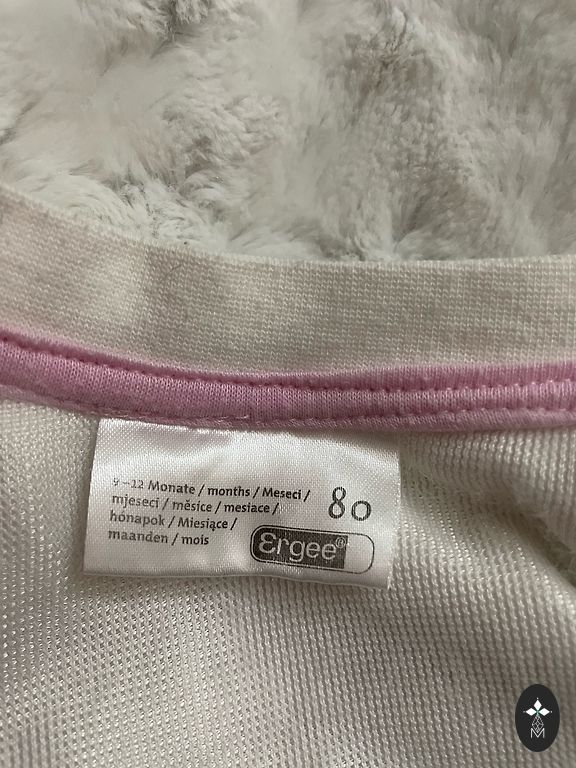 9–12 Monate / months / Meseci /
mjeseci / měsíce / mesiace /
hónapok / Miesiące /
maanden / mois
80
Ergee®
M